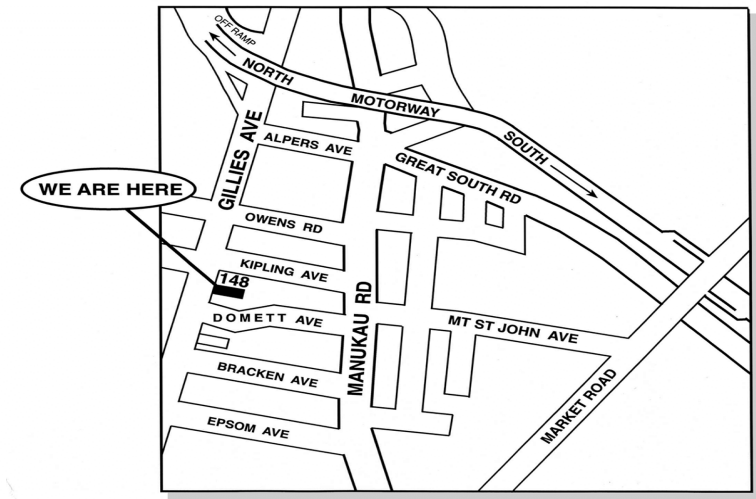 OFF RAMP
NORTH
MOTORWAY
SOUTH
GILLIES AVE
ALPERS AVE
GREAT SOUTH RD
WE ARE HERE
OWENS RD
KIPLING AVE
148
DOMETT AVE
MANUKAU RD
MT ST JOHN AVE
BRACKEN AVE
MARKET ROAD
EPSOM AVE